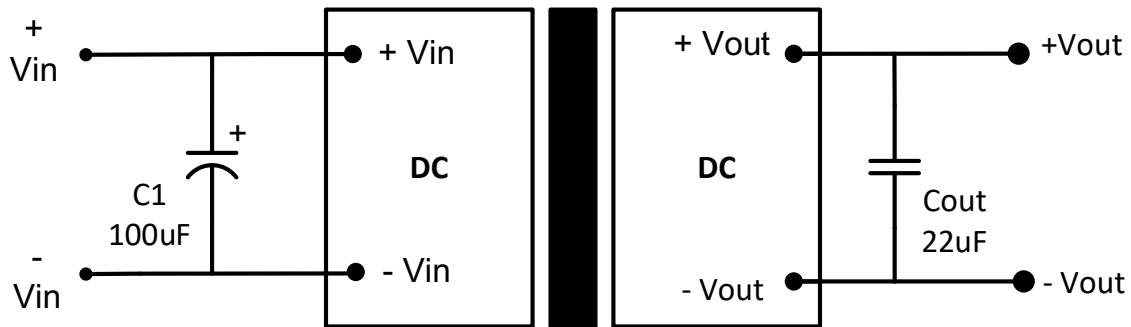 +
Vin
+ Vin
+
DC
C1
100uF
-
Vin
- Vin
+ Vout
+Vout
DC
Cout
22uF
- Vout
- Vout